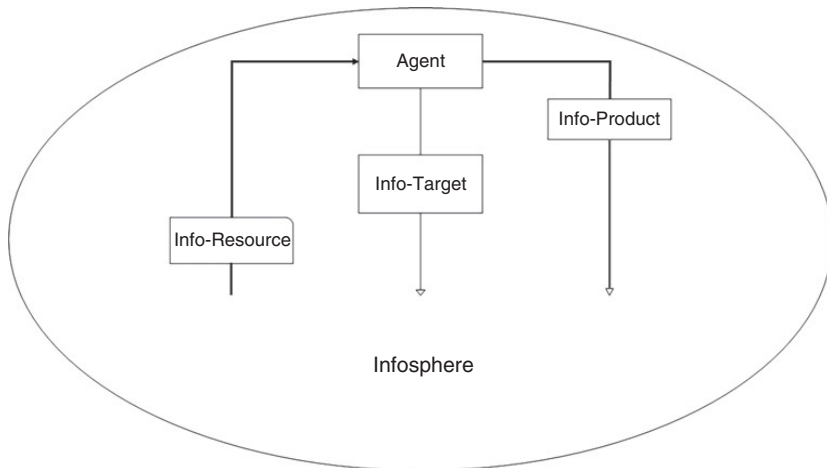 Agent
Info-Product
Info-Target
Info-Resource
Infosphere